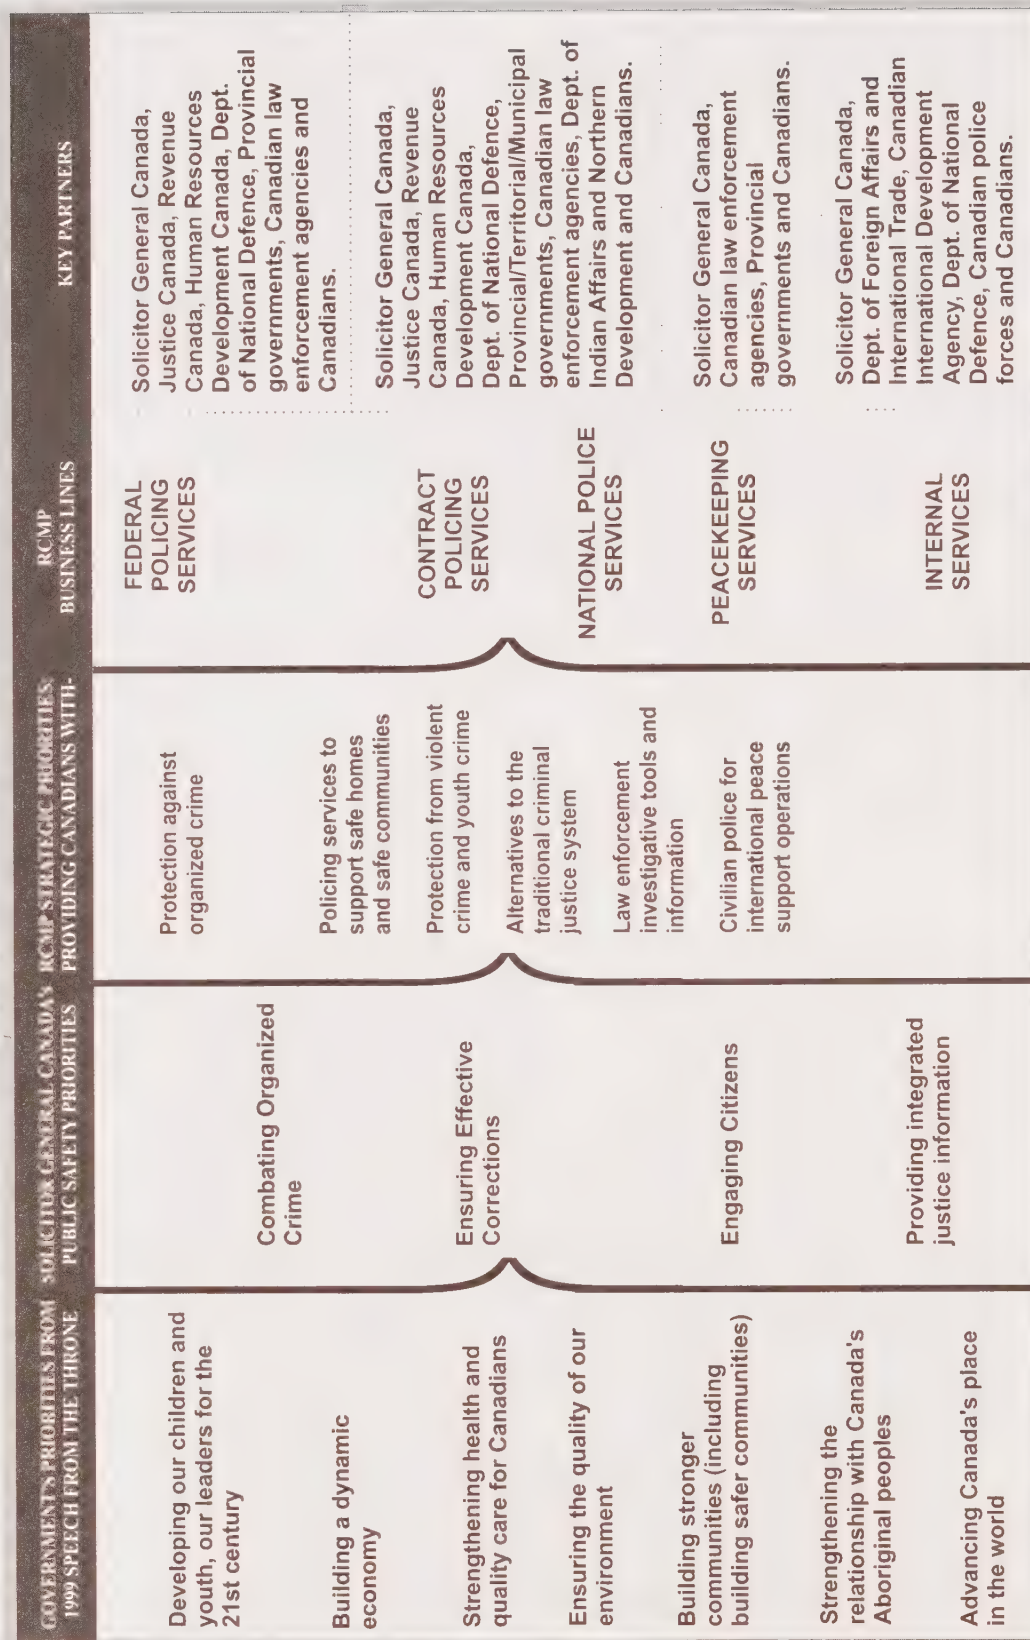 GOVERNMENT'S PRIORITIES FROM
1999 SPEECH FROM THE THRONE
Developing our children and
youth, our leaders for the
21st century
Building a dynamic
economy
Strengthening health and
quality care for Canadians
Ensuring the quality of our
environment
Building stronger
communities (including
building safer communities)
Strengthening the
relationship with Canada's
Aboriginal peoples
Advancing Canada's place
in the world
SOLICITOR GENERAL CANADA'S
PUBLIC SAFETY PRIORITIES
Combating Organized
Crime
Ensuring Effective
Corrections
Engaging Citizens
Providing integrated
justice information
RCMP STRATEGIC PRIORITIES:
PROVIDING CANADIANS WITH-
Protection against
organized crime
Policing services to
support safe homes
and safe communities
Protection from violent
crime and youth crime
Alternatives to the
traditional criminal
justice system
Law enforcement
investigative tools and
information
Civilian police for
international peace
support operations
RCMP
BUSINESS LINES
FEDERAL
POLICING
SERVICES
CONTRACT
POLICING
SERVICES
NATIONAL POLICE
SERVICES
PEACEKEEPING
SERVICES
INTERNAL
SERVICES
KEY PARTNERS
Solicitor General Canada,
Justice Canada, Revenue
Canada, Human Resources
Development Canada, Dept.
of National Defence, Provincial
governments, Canadian law
enforcement agencies and
Canadians.
Solicitor General Canada,
Justice Canada, Revenue
Canada, Human Resources
Development Canada,
Dept. of National Defence,
Provincial/Territorial/Municipal
governments, Canadian law
enforcement agencies, Dept. of
Indian Affairs and Northern
Development and Canadians.
Solicitor General Canada,
Canadian law enforcement
agencies, Provincial
governments and Canadians.
Solicitor General Canada,
Dept. of Foreign Affairs and
International Trade, Canadian
International Development
Agency, Dept. of National
Defence, Canadian police
forces and Canadians.